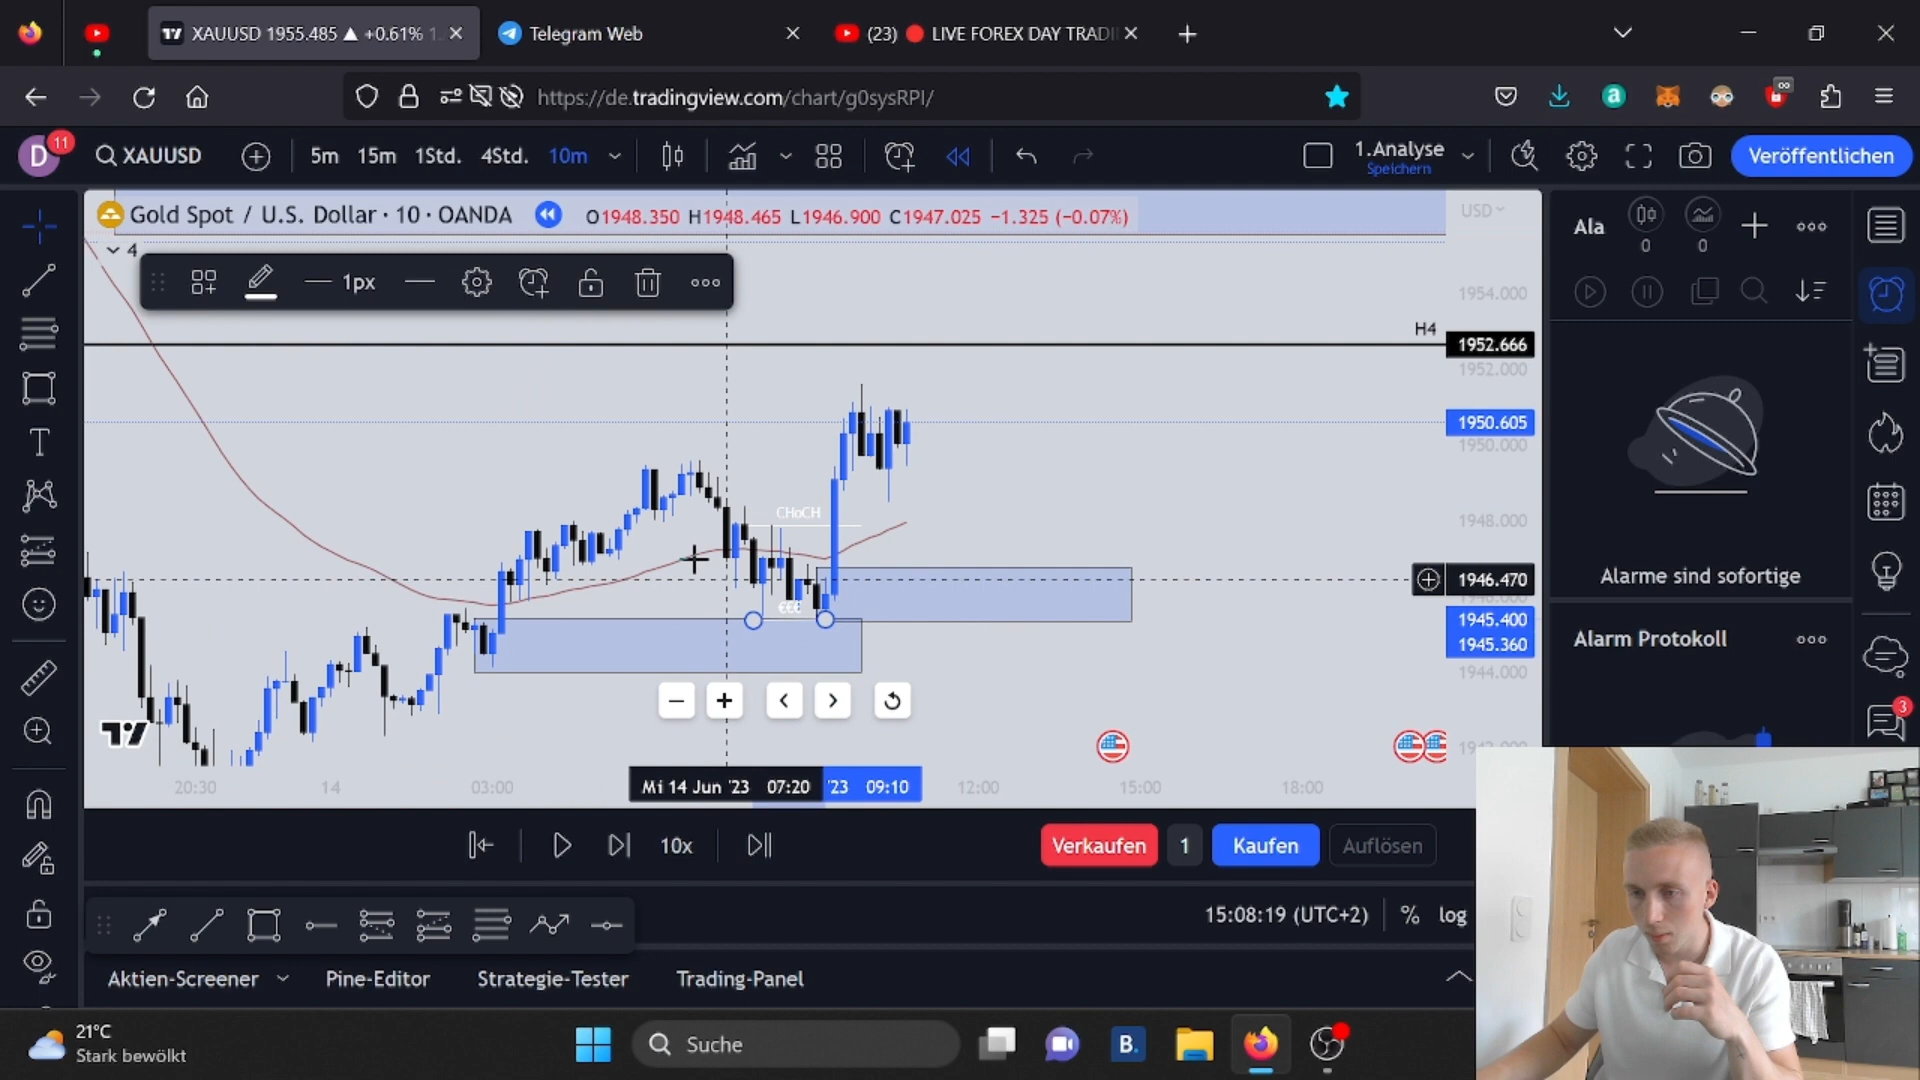 XAUUSD 1955.485 ▲ +0.61% 1.
Telegram Web
(23) 🔴 LIVE FOREX DAY TRADI
https://de.tradingview.com/chart/g0sysRPI/
D 11
XAUUSD
5m 15m 1Std. 4Std. 10m
1.Analyse
Speichern
Veröffentlichen
Gold Spot / U.S. Dollar · 10 · OANDA
O1948.350 H1948.465 L1946.900 C1947.025 −1.325 (−0.07%)
USD
4
1px
Ala
0 0
1954.000
H4
1952.666
1952.000
1950.605
1950.000
CHoCH
1948.000
1946.470
1945.400
€€€
1945.360
1944.000
Alarme sind sofortige
Alarm Protokoll
3
20:30 14 03:00
Mi 14 Jun '23 07:20
'23 09:10
12:00 15:00 18:00
10x
Verkaufen
1
Kaufen
Auflösen
15:08:19 (UTC+2)
% log
Aktien-Screener
Pine-Editor
Strategie-Tester
Trading-Panel
21°C
Stark bewölkt
Suche
B.